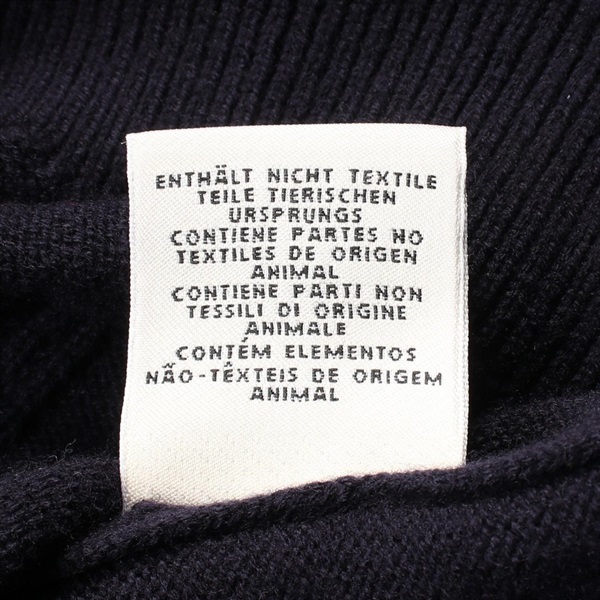 ENTHÄLT NICHT TEXTILE
TEILE TIERISCHEN
URSPRUNGS
CONTIENE PARTES NO
TEXTILES DE ORIGEN
ANIMAL
CONTIENE PARTI NON
TESSILI DI ORIGINE
ANIMALE
CONTÉM ELEMENTOS
NÃO-TÊXTEIS DE ORIGEM
ANIMAL